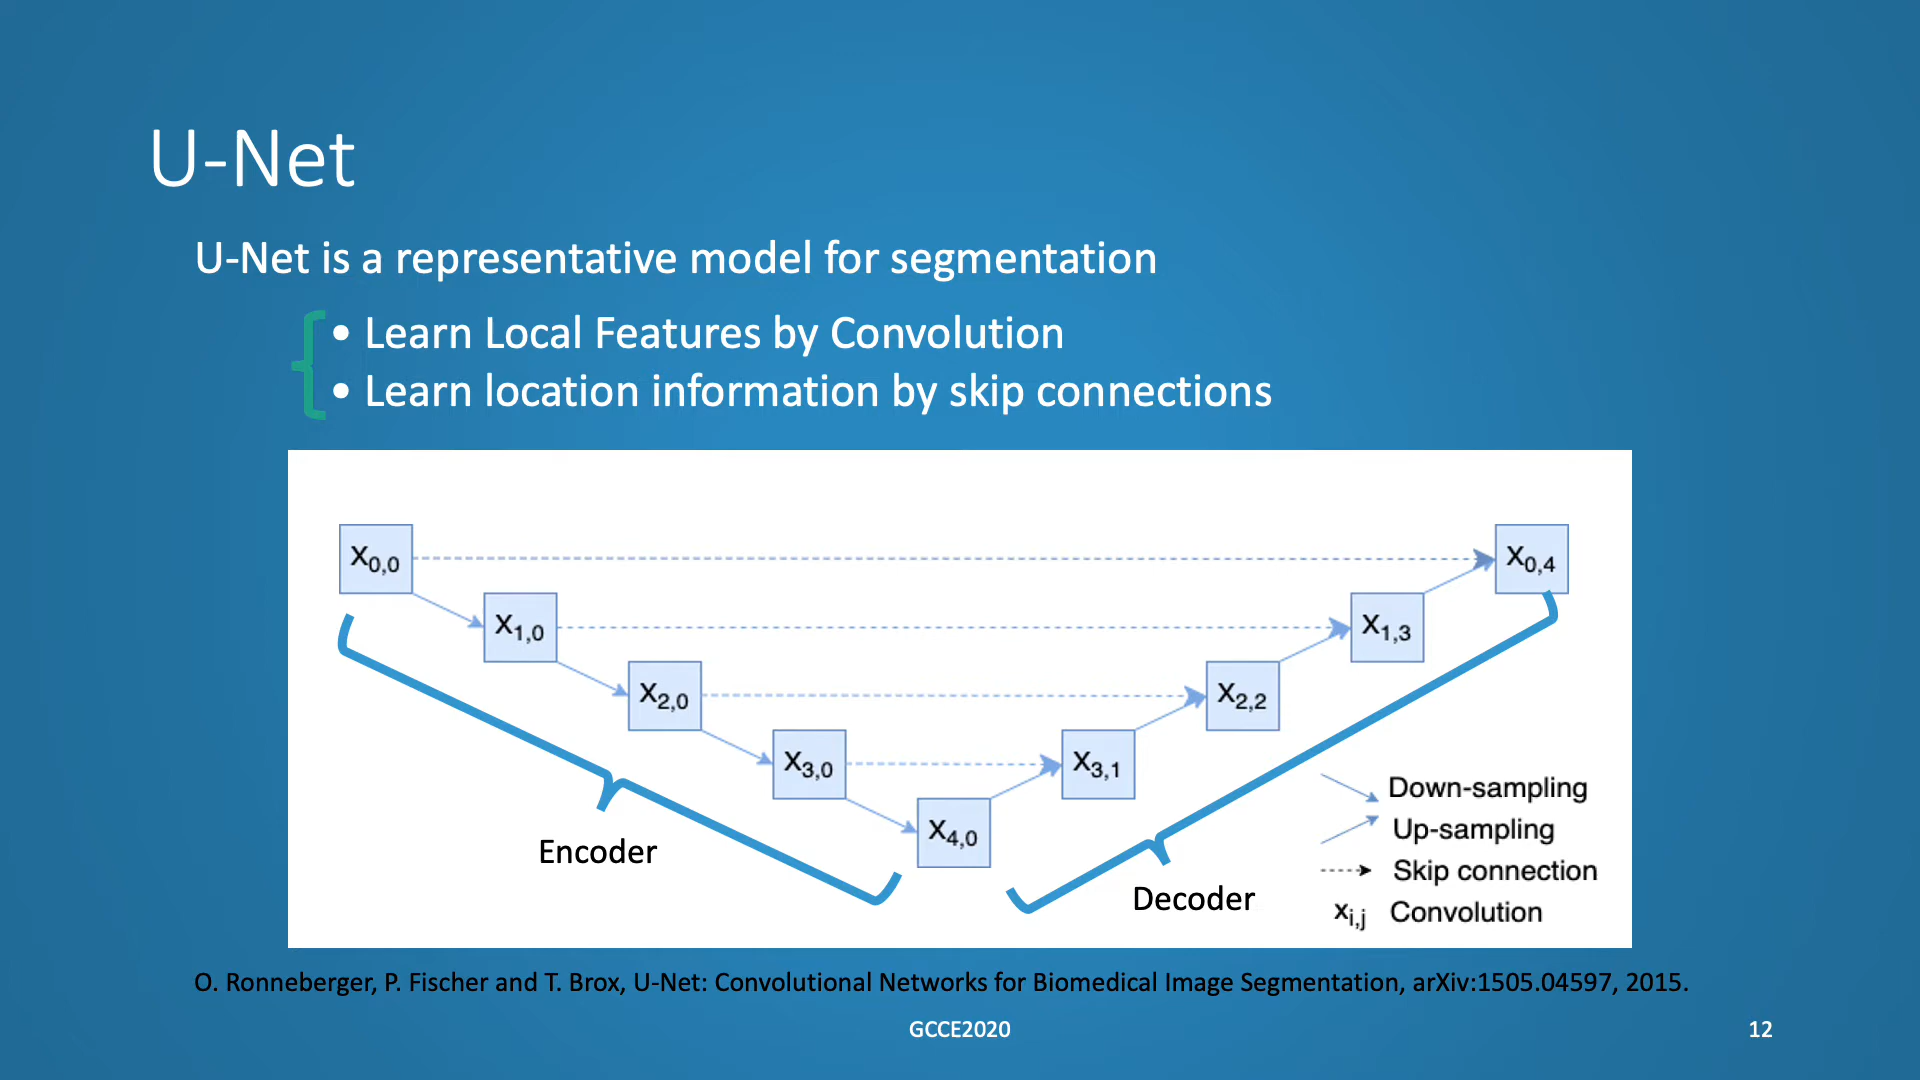 U-Net
U-Net is a representative model for segmentation
• Learn Local Features by Convolution
• Learn location information by skip connections
X0,0
X0,4
X1,0
X1,3
X2,0
X2,2
X3,0
X3,1
X4,0
Encoder
Decoder
Down-sampling
Up-sampling
Skip connection
Xi,j Convolution
O. Ronneberger, P. Fischer and T. Brox, U-Net: Convolutional Networks for Biomedical Image Segmentation, arXiv:1505.04597, 2015.
GCCE2020
12